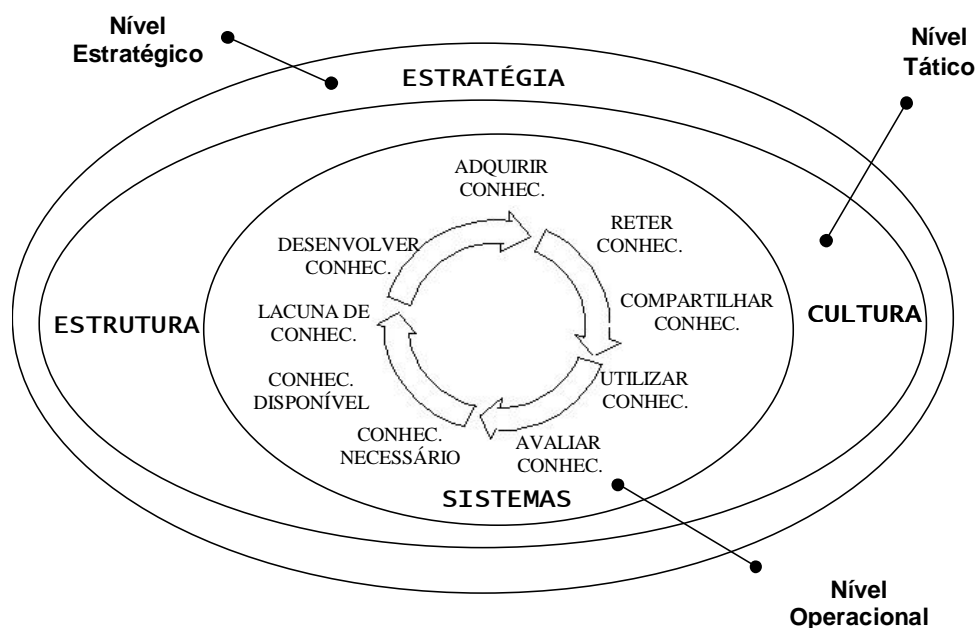 Nível
Estratégico
Nível
Tático
ESTRATÉGIA
ADQUIRIR
CONHEC.
RETER
CONHEC.
DESENVOLVER
CONHEC.
COMPARTILHAR
CONHEC.
LACUNA DE
CONHEC.
ESTRUTURA
CULTURA
UTILIZAR
CONHEC.
CONHEC.
DISPONÍVEL
CONHEC.
NECESSÁRIO
AVALIAR
CONHEC.
SISTEMAS
Nível
Operacional